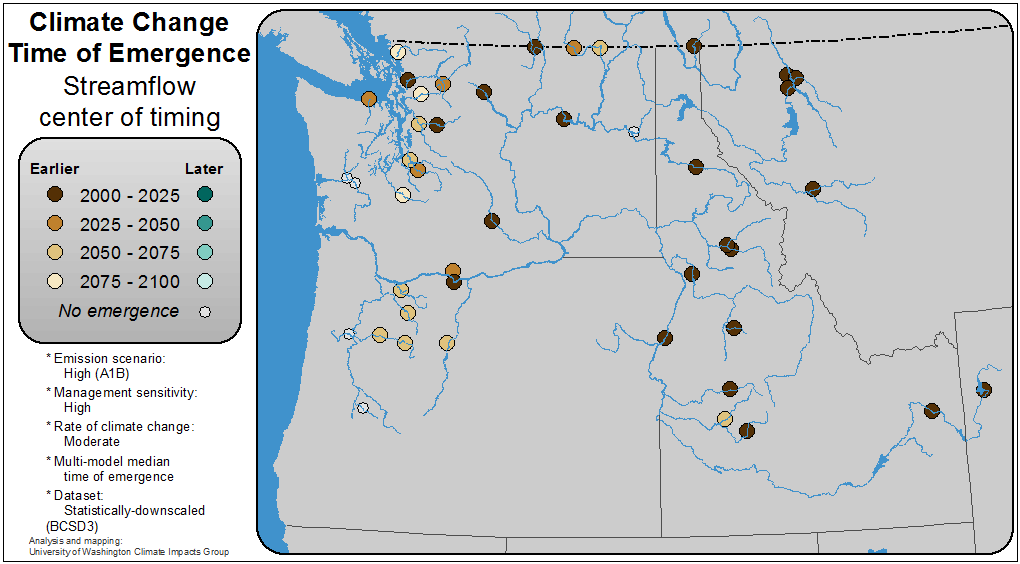 Climate Change
Time of Emergence
Streamflow
center of timing
Earlier Later
2000 - 2025
2025 - 2050
2050 - 2075
2075 - 2100
No emergence
* Emission scenario:
High (A1B)
* Management sensitivity:
High
* Rate of climate change:
Moderate
* Multi-model median
time of emergence
* Dataset:
Statistically-downscaled
(BCSD3)
Analysis and mapping:
University of Washington Climate Impacts Group